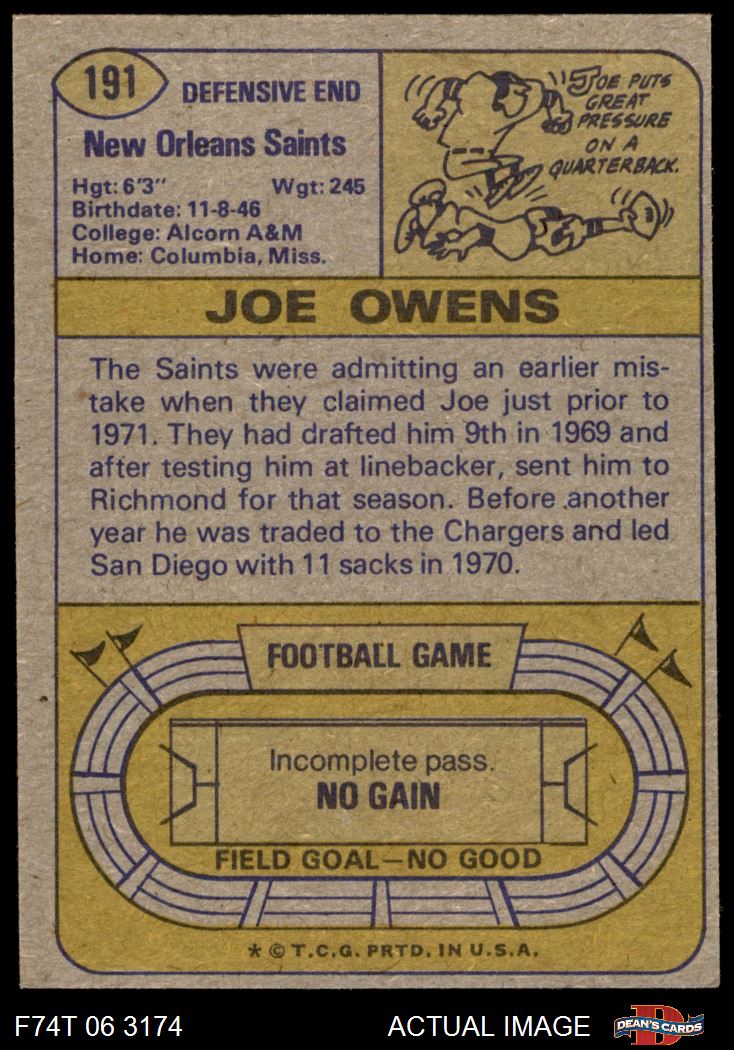 191
DEFENSIVE END
New Orleans Saints
Hgt: 6'3" Wgt: 245
Birthdate: 11-8-46
College: Alcorn A&M
Home: Columbia, Miss.
JOE PUTS
GREAT
PRESSURE
ON A
QUARTERBACK.
JOE OWENS
The Saints were admitting an earlier mis-
take when they claimed Joe just prior to
1971. They had drafted him 9th in 1969 and
after testing him at linebacker, sent him to
Richmond for that season. Before another
year he was traded to the Chargers and led
San Diego with 11 sacks in 1970.
FOOTBALL GAME
Incomplete pass.
NO GAIN
FIELD GOAL—NO GOOD
* © T.C.G. PRTD. IN U.S.A.
F74T 06 3174 ACTUAL IMAGE
D
DEAN'S CARDS